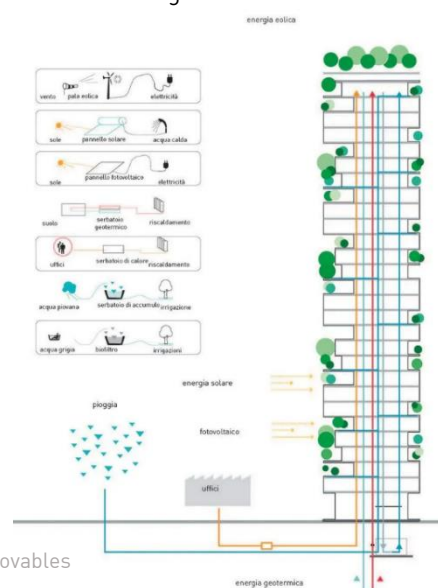 energia eolica
vento pala eolica elettricità
sole pannello solare acqua calda
sole pannello fotovoltaico elettricità
suolo serbatoio geotermico riscaldamento
uffici serbatoio di calore riscaldamento
acqua piovana serbatoio di accumulo irrigazione
acqua grigia biofiltro irrigazioni
energia solare
pioggia
fotovoltaico
uffici
ovables
energia geotermica